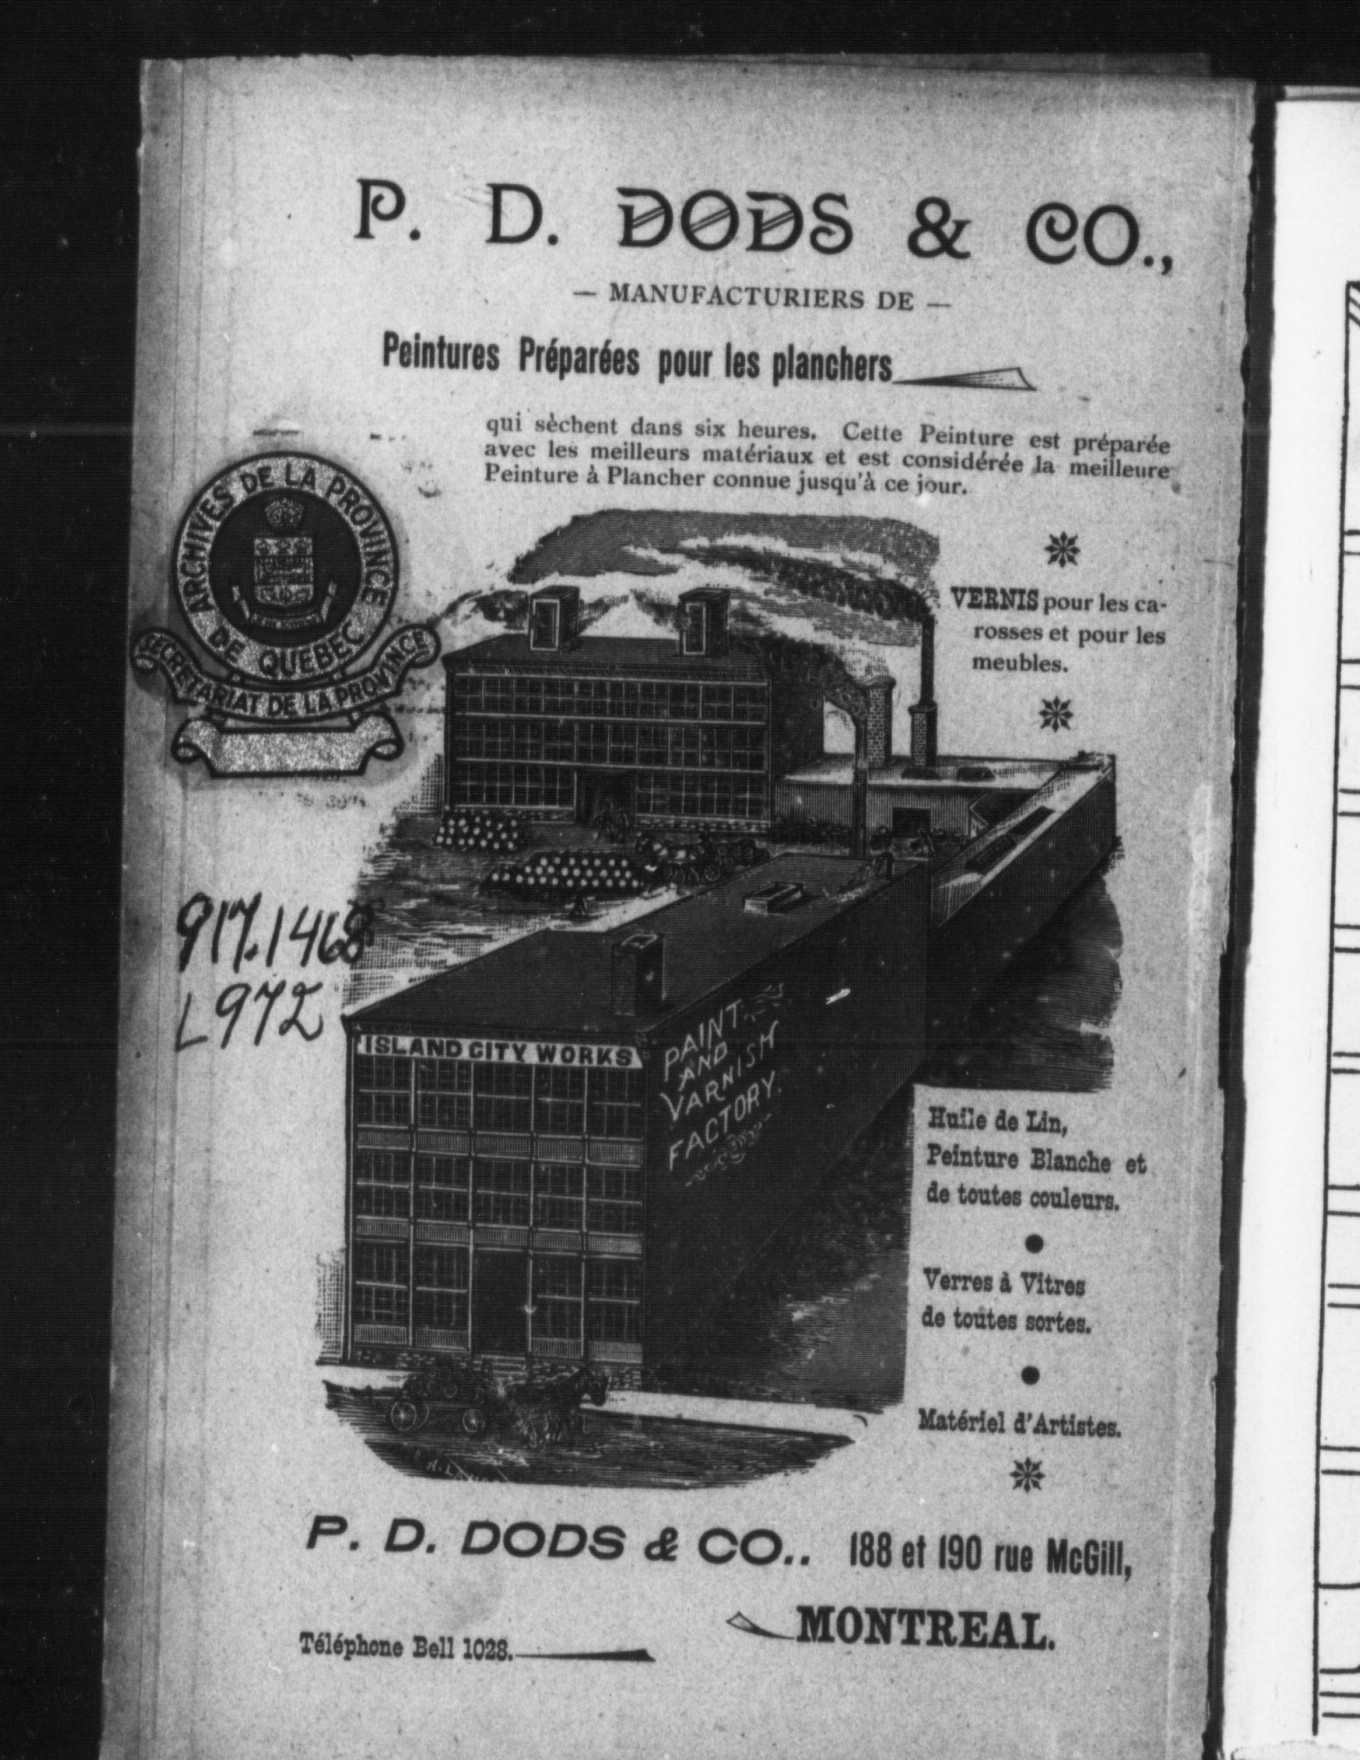 P. D. DODS & CO.,
— MANUFACTURIERS DE —
Peintures Préparées pour les planchers
qui sèchent dans six heures. Cette Peinture est préparée
avec les meilleurs matériaux et est considérée la meilleure
Peinture à Plancher connue jusqu'à ce jour.
ARCHIVES DE LA PROVINCE
DE QUEBEC
SECRETARIAT DE LA PROVINCE
VERNIS pour les ca-
rosses et pour les
meubles.
917.1468
L972
ISLAND CITY WORKS
PAINT
AND
VARNISH
FACTORY.
Huile de Lin,
Peinture Blanche et
de toutes couleurs.
Verres à Vitres
de toutes sortes.
Matériel d'Artistes.
P. D. DODS & CO.. 188 et 190 rue McGill,
MONTREAL.
Téléphone Bell 1028.